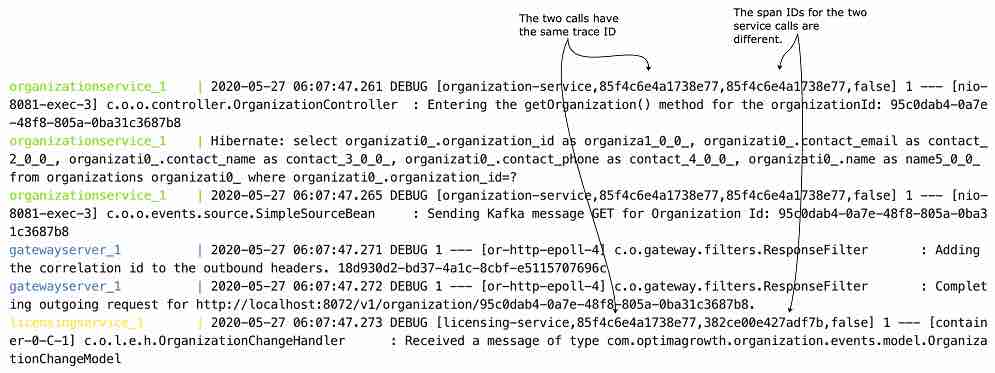 The two calls have
the same trace ID
The span IDs for the two
service calls are
different.
organizationservice_1 | 2020-05-27 06:07:47.261 DEBUG [organization-service,85f4c6e4a1738e77,85f4c6e4a1738e77,false] 1 --- [nio-
8081-exec-3] c.o.o.controller.OrganizationController : Entering the getOrganization() method for the organizationId: 95c0dab4-0a7e
-48f8-805a-0ba31c3687b8
organizationservice_1 | Hibernate: select organizati0_.organization_id as organiza1_0_0_, organizati0_.contact_email as contact_
2_0_0_, organizati0_.contact_name as contact_3_0_0_, organizati0_.contact_phone as contact_4_0_0_, organizati0_.name as name5_0_0_
from organizations organizati0_ where organizati0_.organization_id=?
organizationservice_1 | 2020-05-27 06:07:47.265 DEBUG [organization-service,85f4c6e4a1738e77,85f4c6e4a1738e77,false] 1 --- [nio-
8081-exec-3] c.o.o.events.source.SimpleSourceBean : Sending Kafka message GET for Organization Id: 95c0dab4-0a7e-48f8-805a-0ba3
1c3687b8
gatewayserver_1 | 2020-05-27 06:07:47.271 DEBUG 1 --- [or-http-epoll-4] c.o.gateway.filters.ResponseFilter : Adding
the correlation id to the outbound headers. 18d930d2-bd37-4a1c-8cbf-e5115707696c
gatewayserver_1 | 2020-05-27 06:07:47.272 DEBUG 1 --- [or-http-epoll-4] c.o.gateway.filters.ResponseFilter : Complet
ing outgoing request for http://localhost:8072/v1/organization/95c0dab4-0a7e-48f8-805a-0ba31c3687b8.
licensingservice_1 | 2020-05-27 06:07:47.273 DEBUG [licensing-service,85f4c6e4a1738e77,382ce00e427adf7b,false] 1 --- [contain
er-0-C-1] c.o.l.e.h.OrganizationChangeHandler : Received a message of type com.optimagrowth.organization.events.model.Organiza
tionChangeModel